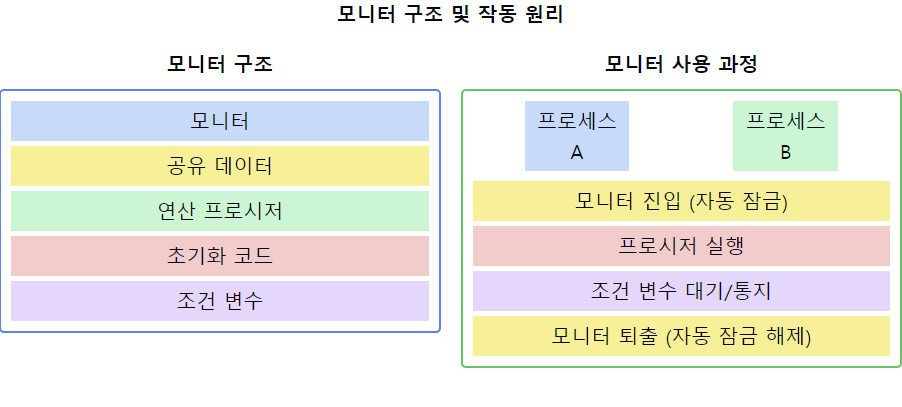 모니터 구조 및 작동 원리
모니터 구조
모니터
공유 데이터
연산 프로시저
초기화 코드
조건 변수
모니터 사용 과정
프로세스
A
프로세스
B
모니터 진입 (자동 잠금)
프로시저 실행
조건 변수 대기/통지
모니터 퇴출 (자동 잠금 해제)